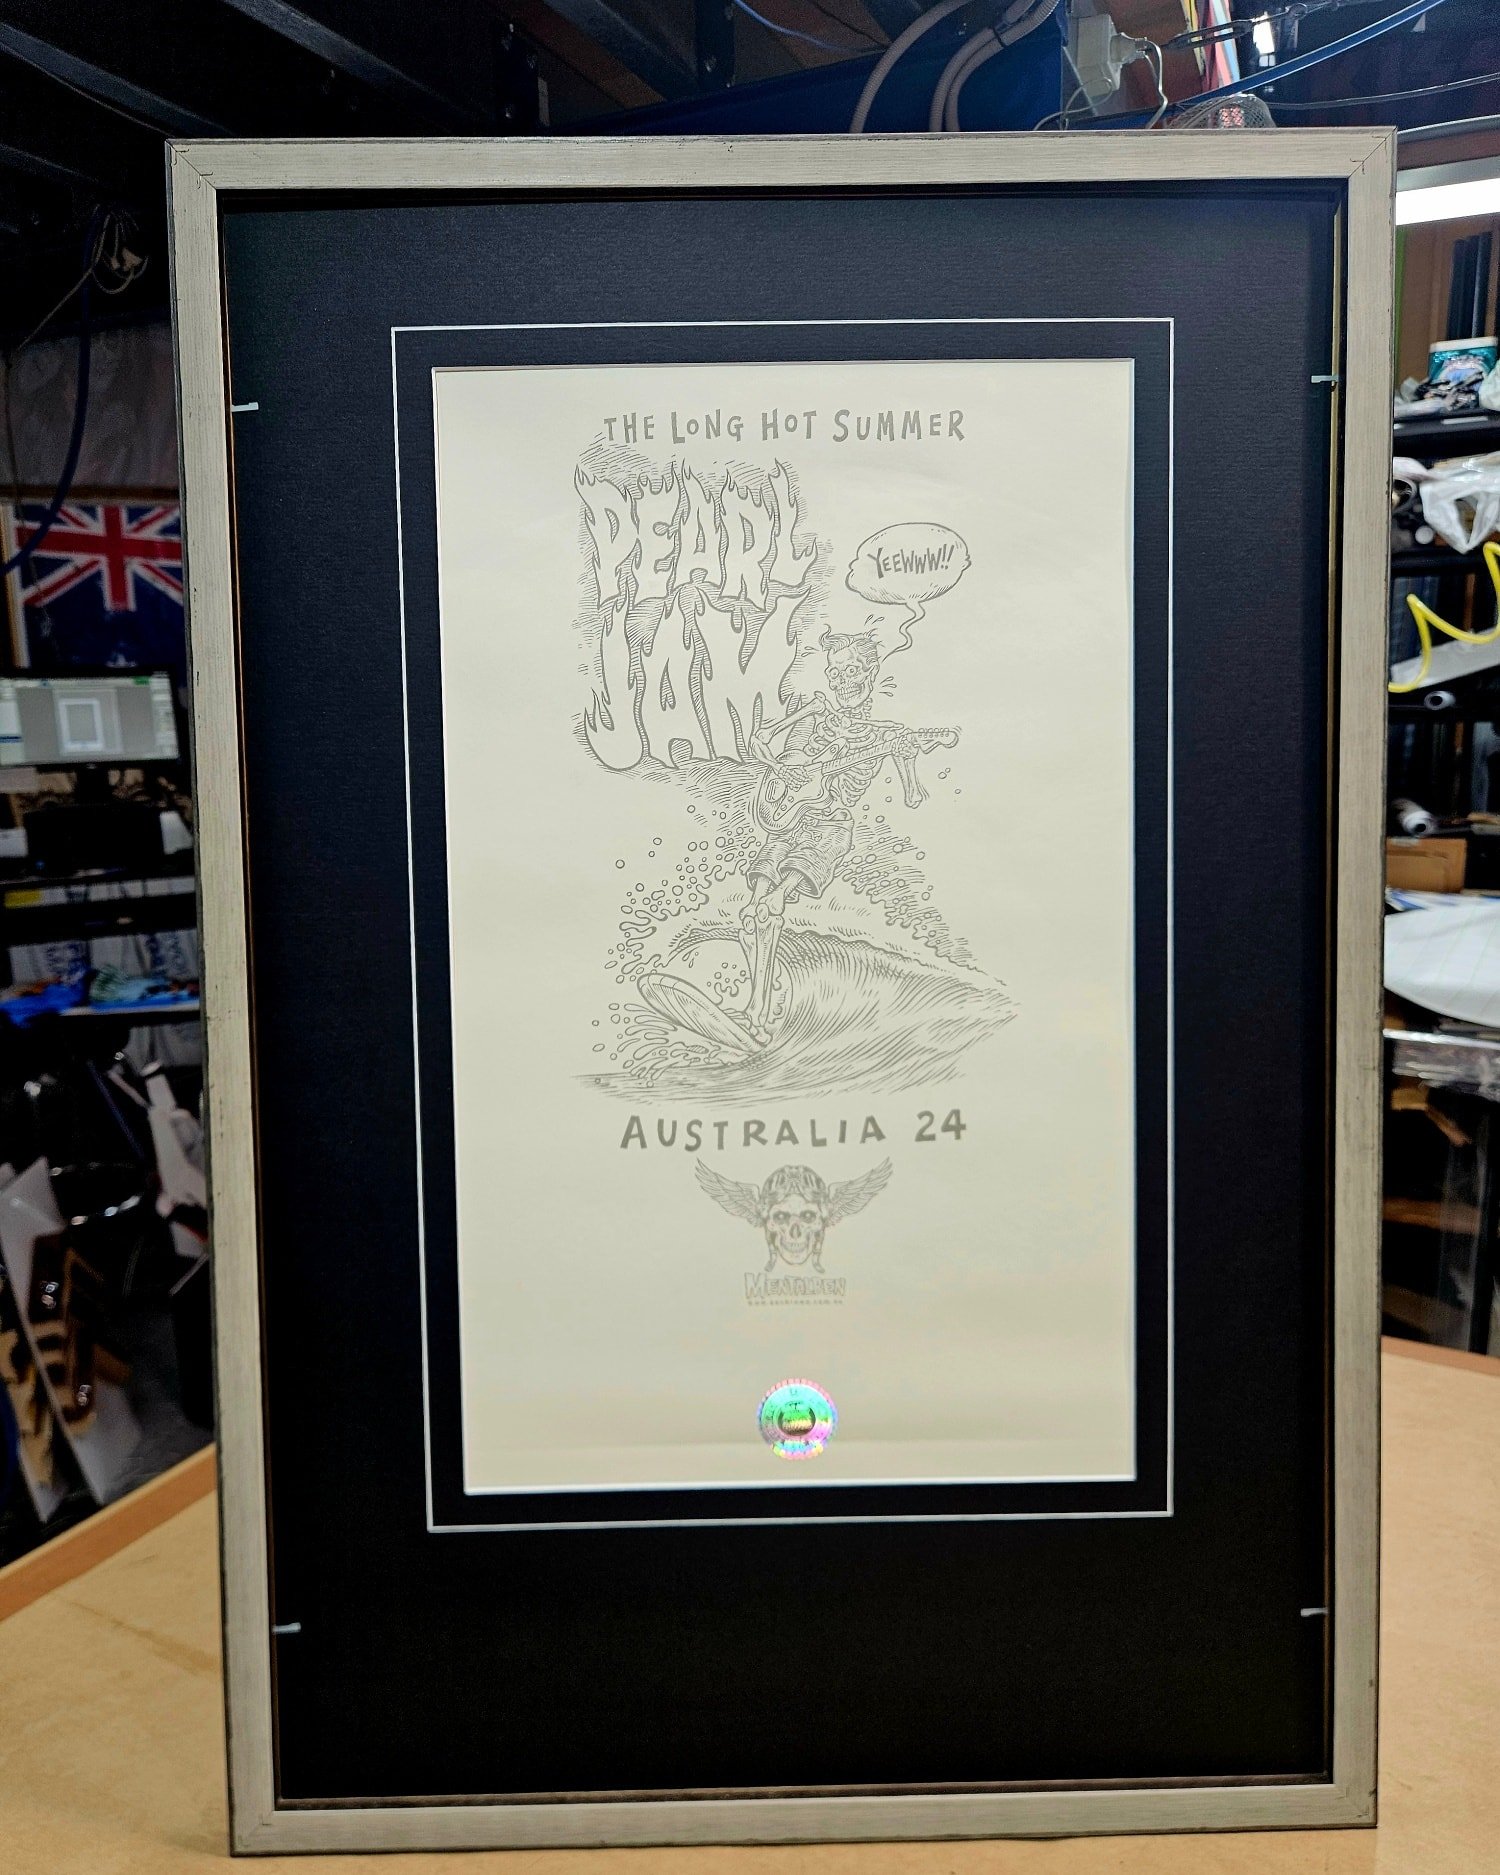 THE LONG HOT SUMMER
PEARL
JAM
YEEWWW!!
AUSTRALIA 24
MENTALBEN